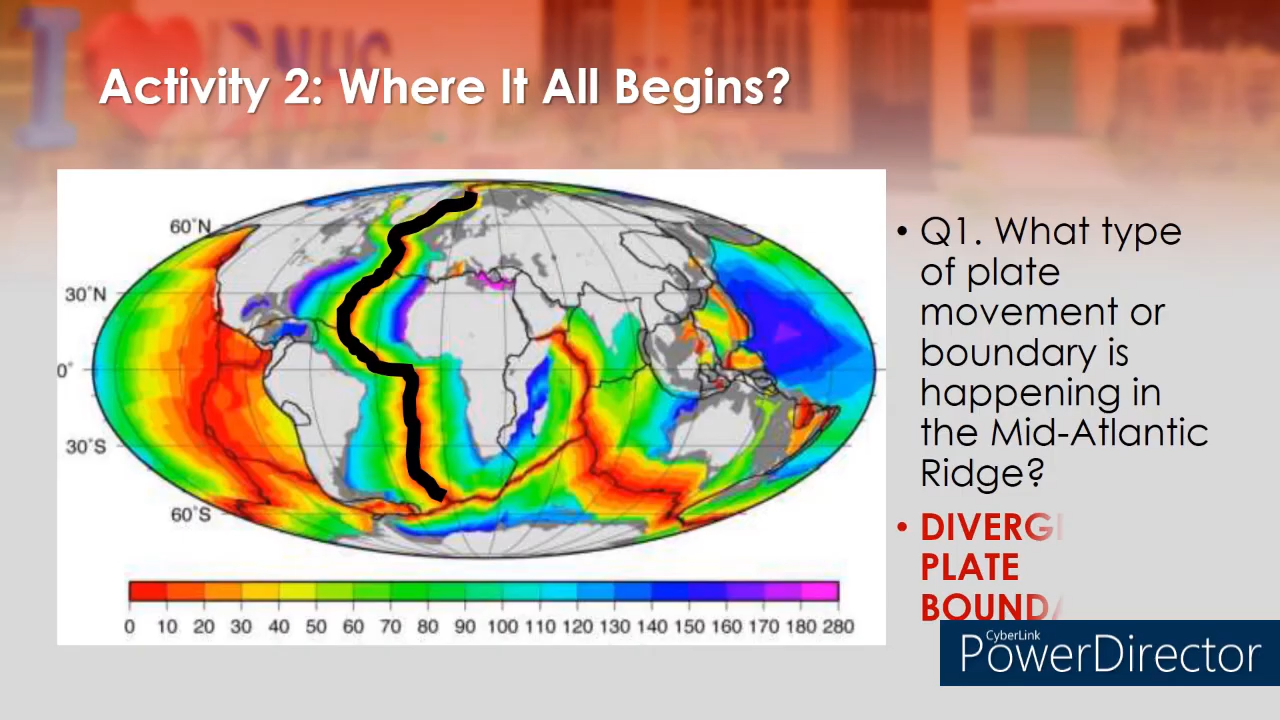 Activity 2: Where It All Begins?
60°N
30°N
0°
30°S
60°S
0 10 20 30 40 50 60 70 80 90 100 110 120 130 140 150 160 170 180 280
• Q1. What type
of plate
movement or
boundary is
happening in
the Mid-Atlantic
Ridge?
• DIVERG
PLATE
BOUND
CyberLink
PowerDirector